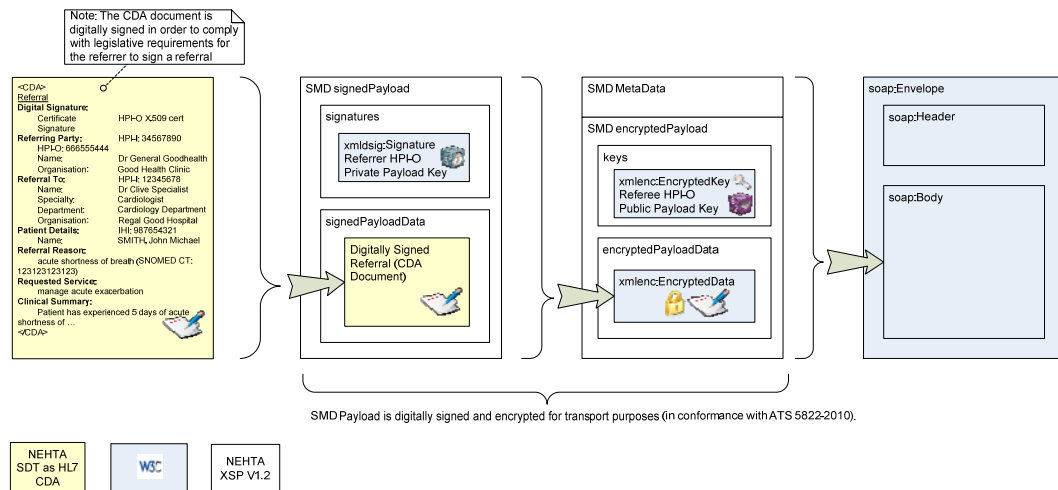 Note: The CDA document is
digitally signed in order to comply
with legislative requirements for
the referrer to sign a referral
<CDA>
Referral
Digital Signature:
Certificate HPI-O X.509 cert
Signature
Referring Party: HPI-I: 34567890
HPI-O: 666555444
Name: Dr General Goodhealth
Organisation: Good Health Clinic
Referral To: HPI-I: 12345678
Name: Dr Clive Specialist
Specialty: Cardiologist
Department: Cardiology Department
Organisation: Regal Good Hospital
Patient Details: IHI: 987654321
Name: SMITH, John Michael
Referral Reason:
acute shortness of breath (SNOMED CT:
123123123123)
Requested Service:
manage acute exacerbation
Clinical Summary:
Patient has experienced 5 days of acute
shortness of ...
</CDA>
SMD signedPayload
signatures
xmldsig:Signature
Referrer HPI-O
Private Payload Key
signedPayloadData
Digitally Signed
Referral (CDA
Document)
SMD MetaData
SMD encryptedPayload
keys
xmlenc:EncryptedKey
Referee HPI-O
Public Payload Key
encryptedPayloadData
xmlenc:EncryptedData
soap:Envelope
soap:Header
soap:Body
SMD Payload is digitally signed and encrypted for transport purposes (in conformance with ATS 5822-2010).
NEHTA
SDT as HL7
CDA
W3C
NEHTA
XSP V1.2